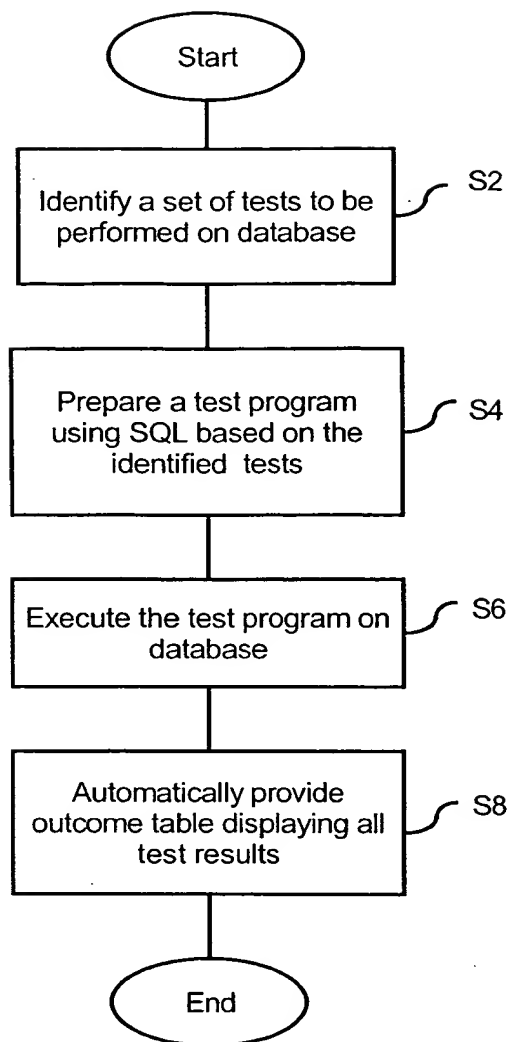 Start
Identify a set of tests to be
performed on database
S2
Prepare a test program
using SQL based on the
identified tests
S4
Execute the test program on
database
S6
Automatically provide
outcome table displaying all
test results
S8
End